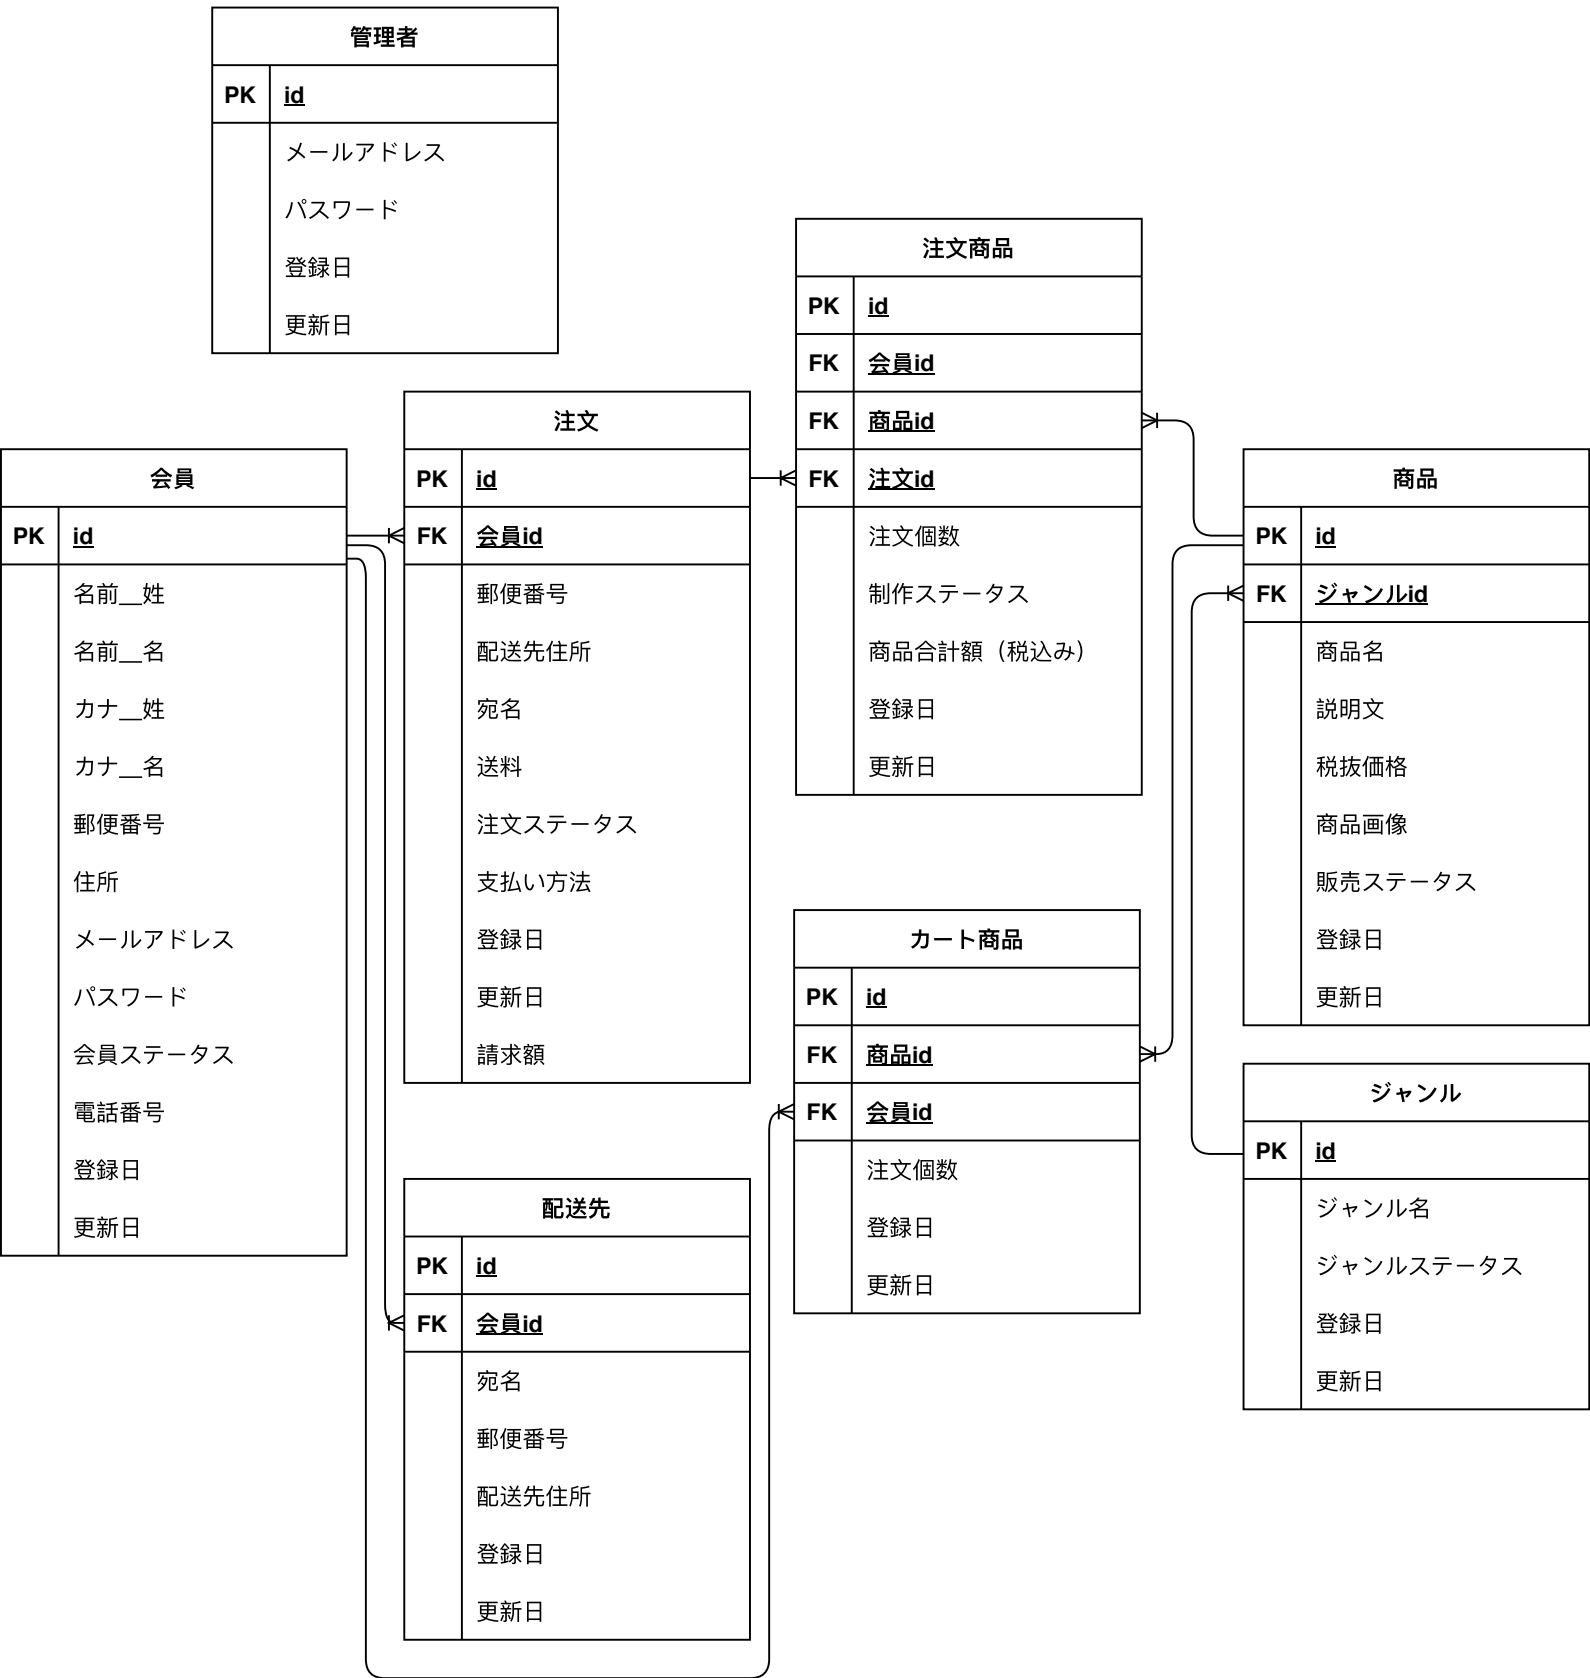 管理者
PK id
メールアドレス
パスワード
登録日
更新日
会員
PK id
名前__姓
名前__名
カナ__姓
カナ__名
郵便番号
住所
メールアドレス
パスワード
会員ステータス
電話番号
登録日
更新日
注文
PK id
FK 会員id
郵便番号
配送先住所
宛名
送料
注文ステータス
支払い方法
登録日
更新日
請求額
配送先
PK id
FK 会員id
宛名
郵便番号
配送先住所
登録日
更新日
注文商品
PK id
FK 会員id
FK 商品id
FK 注文id
注文個数
制作ステータス
商品合計額（税込み）
登録日
更新日
カート商品
PK id
FK 商品id
FK 会員id
注文個数
登録日
更新日
商品
PK id
FK ジャンルid
商品名
説明文
税抜価格
商品画像
販売ステータス
登録日
更新日
ジャンル
PK id
ジャンル名
ジャンルステータス
登録日
更新日